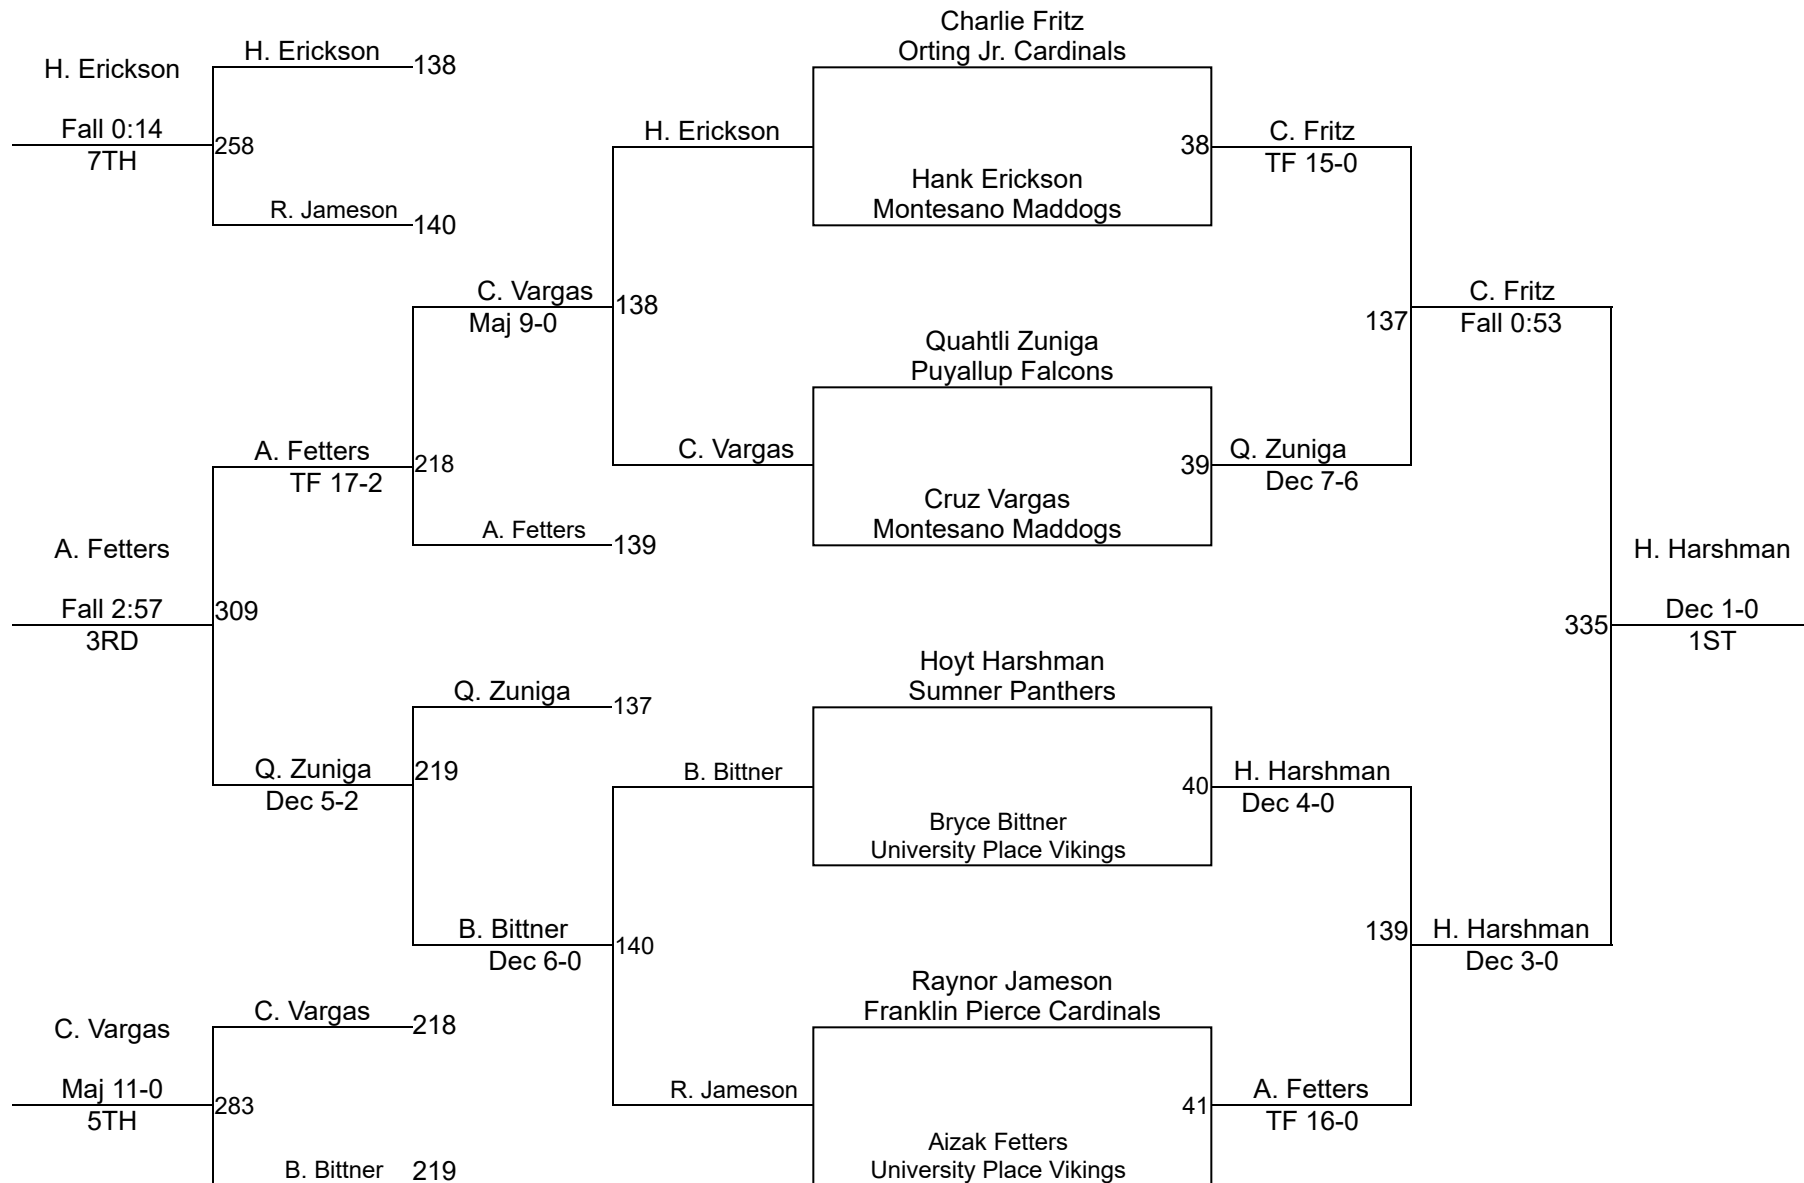 Charlie Fritz
Orting Jr. Cardinals
H. Erickson
H. Erickson
138
Fall 0:14
7TH
258
R. Jameson
140
H. Erickson
Hank Erickson
Montesano Maddogs
38
C. Fritz
TF 15-0
C. Vargas
Maj 9-0
138
Quahtli Zuniga
Puyallup Falcons
137
C. Fritz
Fall 0:53
A. Fetters
TF 17-2
218
C. Vargas
39
Q. Zuniga
Dec 7-6
Cruz Vargas
Montesano Maddogs
A. Fetters
139
A. Fetters
Fall 2:57
3RD
309
H. Harshman
335
Dec 1-0
1ST
Hoyt Harshman
Sumner Panthers
Q. Zuniga
137
Q. Zuniga
Dec 5-2
219
B. Bittner
40
H. Harshman
Dec 4-0
Bryce Bittner
University Place Vikings
B. Bittner
Dec 6-0
140
139
H. Harshman
Dec 3-0
Raynor Jameson
Franklin Pierce Cardinals
C. Vargas
C. Vargas
218
Maj 11-0
5TH
283
R. Jameson
41
A. Fetters
TF 16-0
Aizak Fetters
University Place Vikings
B. Bittner
219